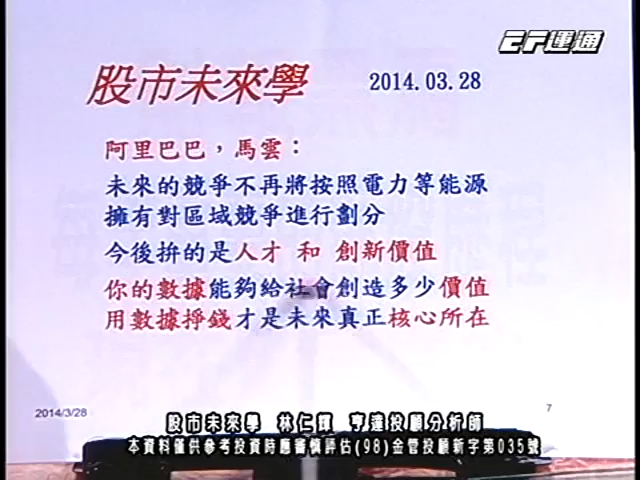 運通
股市未來學
2014.03.28
阿里巴巴，馬雲：
未來的競爭不再將按照電力等能源
擁有對區域競爭進行劃分
今後拚的是人才 和 創新價值
你的數據能夠給社會創造多少價值
用數據掙錢才是未來真正核心所在
2014/3/28
7
股市未來學 林仁輝 亨達投顧分析師
本資料僅供參考投資時應審慎評估(98)金管投顧新字第035號